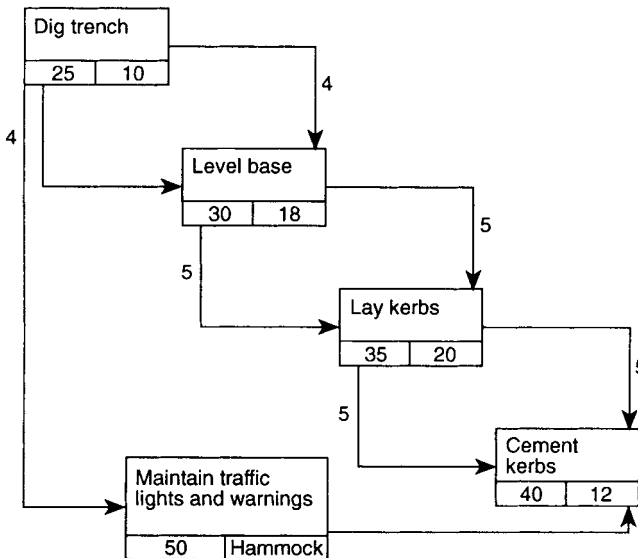 Dig trench
25 10
4
4
Level base
30 18
5
5
Lay kerbs
35 20
5
5
Cement
kerbs
40 12
Maintain traffic
lights and warnings
50 Hammock